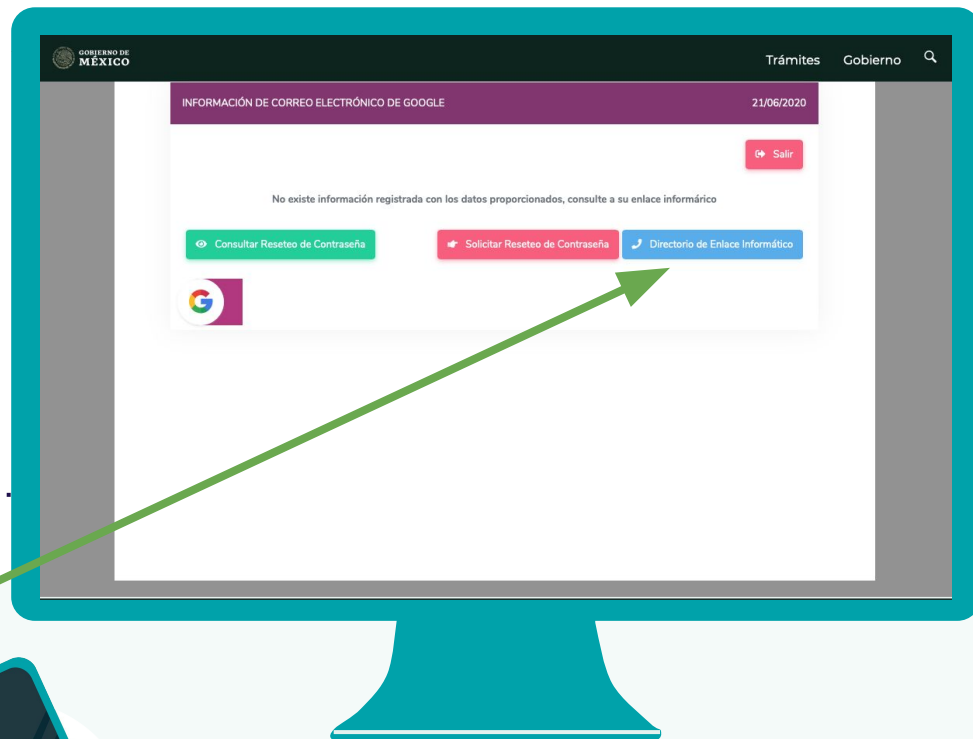 GOBIERNO DE
MÉXICO
Trámites Gobierno
INFORMACIÓN DE CORREO ELECTRÓNICO DE GOOGLE 21/06/2020
Salir
No existe información registrada con los datos proporcionados, consulte a su enlace informárico
Consultar Reseteo de Contraseña Solicitar Reseteo de Contraseña Directorio de Enlace Informático
G
.